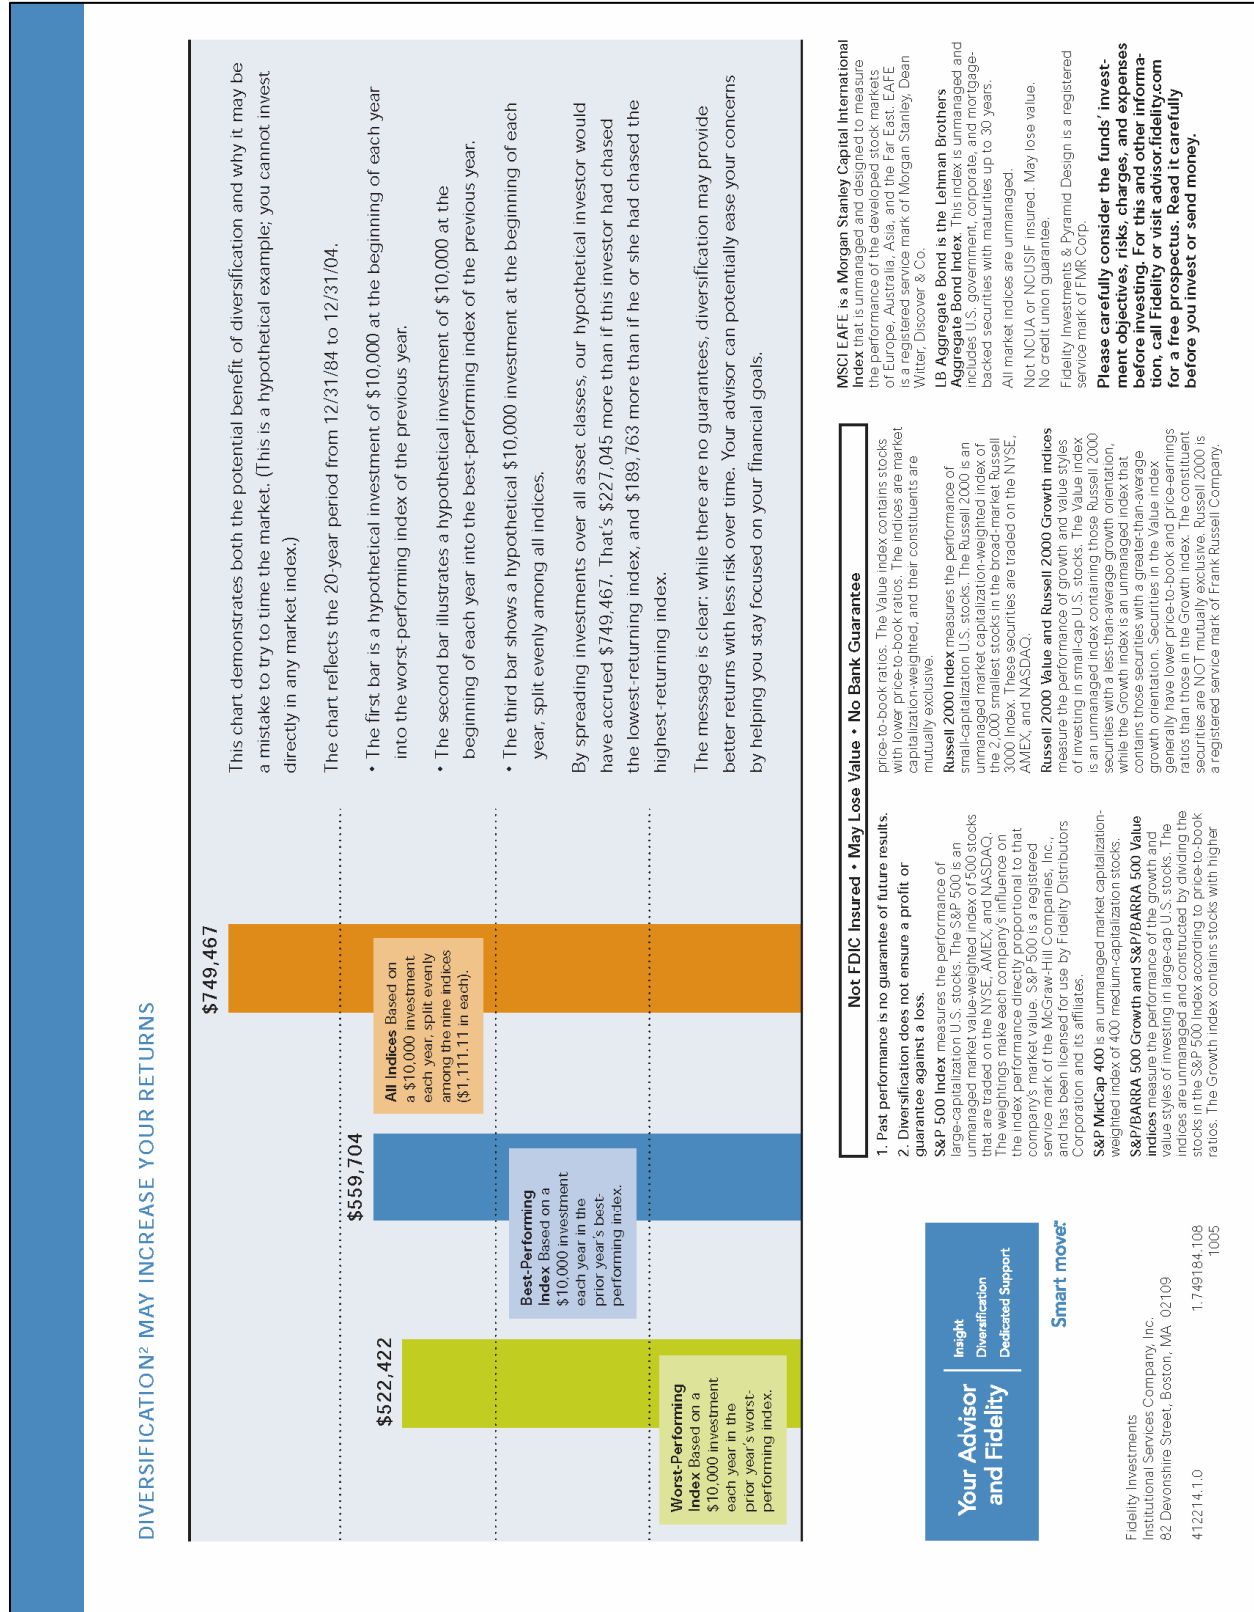 DIVERSIFICATION² MAY INCREASE YOUR RETURNS
$522,422
Worst-Performing
Index Based on a
$10,000 investment
each year in the
prior year's worst-
performing index.
$559,704
Best-Performing
Index Based on a
$10,000 investment
each year in the
prior year's best-
performing index.
$749,467
All Indices Based on
a $10,000 investment
each year, split evenly
among the nine indices
($1,111.11 in each).
This chart demonstrates both the potential benefit of diversification and why it may be
a mistake to try to time the market. (This is a hypothetical example; you cannot invest
directly in any market index.)
The chart reflects the 20-year period from 12/31/84 to 12/31/04.
• The first bar is a hypothetical investment of $10,000 at the beginning of each year
into the worst-performing index of the previous year.
• The second bar illustrates a hypothetical investment of $10,000 at the
beginning of each year into the best-performing index of the previous year.
• The third bar shows a hypothetical $10,000 investment at the beginning of each
year, split evenly among all indices.
By spreading investments over all asset classes, our hypothetical investor would
have accrued $749,467. That's $227,045 more than if this investor had chased
the lowest-returning index, and $189,763 more than if he or she had chased the
highest-returning index.
The message is clear: while there are no guarantees, diversification may provide
better returns with less risk over time. Your advisor can potentially ease your concerns
by helping you stay focused on your financial goals.
Your Advisor
and Fidelity
Insight
Diversification
Dedicated Support
Smart move.℠
Fidelity Investments
Institutional Services Company, Inc.
82 Devonshire Street, Boston, MA 02109
412214.1.0 1.749184.108
1005
Not FDIC Insured • May Lose Value • No Bank Guarantee
1. Past performance is no guarantee of future results.
2. Diversification does not ensure a profit or
guarantee against a loss.
S&P 500 Index measures the performance of
large-capitalization U.S. stocks. The S&P 500 is an
unmanaged market value-weighted index of 500 stocks
that are traded on the NYSE, AMEX, and NASDAQ.
The weightings make each company's influence on
the index performance directly proportional to that
company's market value. S&P 500 is a registered
service mark of the McGraw-Hill Companies, Inc.,
and has been licensed for use by Fidelity Distributors
Corporation and its affiliates.
S&P MidCap 400 is an unmanaged market capitalization-
weighted index of 400 medium-capitalization stocks.
S&P/BARRA 500 Growth and S&P/BARRA 500 Value
indices measure the performance of the growth and
value styles of investing in large-cap U.S. stocks. The
indices are unmanaged and constructed by dividing the
stocks in the S&P 500 Index according to price-to-book
ratios. The Growth index contains stocks with higher
price-to-book ratios. The Value index contains stocks
with lower price-to-book ratios. The indices are market
capitalization-weighted, and their constituents are
mutually exclusive.
Russell 2000 Index measures the performance of
small-capitalization U.S. stocks. The Russell 2000 is an
unmanaged market capitalization-weighted index of
the 2,000 smallest stocks in the broad-market Russell
3000 Index. These securities are traded on the NYSE,
AMEX, and NASDAQ.
Russell 2000 Value and Russell 2000 Growth indices
measure the performance of growth and value styles
of investing in small-cap U.S. stocks. The Value index
is an unmanaged index containing those Russell 2000
securities with a less-than-average growth orientation,
while the Growth index is an unmanaged index that
contains those securities with a greater-than-average
growth orientation. Securities in the Value index
generally have lower price-to-book and price-earnings
ratios than those in the Growth index. The constituent
securities are NOT mutually exclusive. Russell 2000 is
a registered service mark of Frank Russell Company.
MSCI EAFE is a Morgan Stanley Capital International
Index that is unmanaged and designed to measure
the performance of the developed stock markets
of Europe, Australia, Asia, and the Far East. EAFE
is a registered service mark of Morgan Stanley, Dean
Witter, Discover & Co.
LB Aggregate Bond is the Lehman Brothers
Aggregate Bond Index. This index is unmanaged and
includes U.S. government, corporate, and mortgage-
backed securities with maturities up to 30 years.
All market indices are unmanaged.
Not NCUA or NCUSIF insured. May lose value.
No credit union guarantee.
Fidelity Investments & Pyramid Design is a registered
service mark of FMR Corp.
Please carefully consider the funds' invest-
ment objectives, risks, charges, and expenses
before investing. For this and other informa-
tion, call Fidelity or visit advisor.fidelity.com
for a free prospectus. Read it carefully
before you invest or send money.